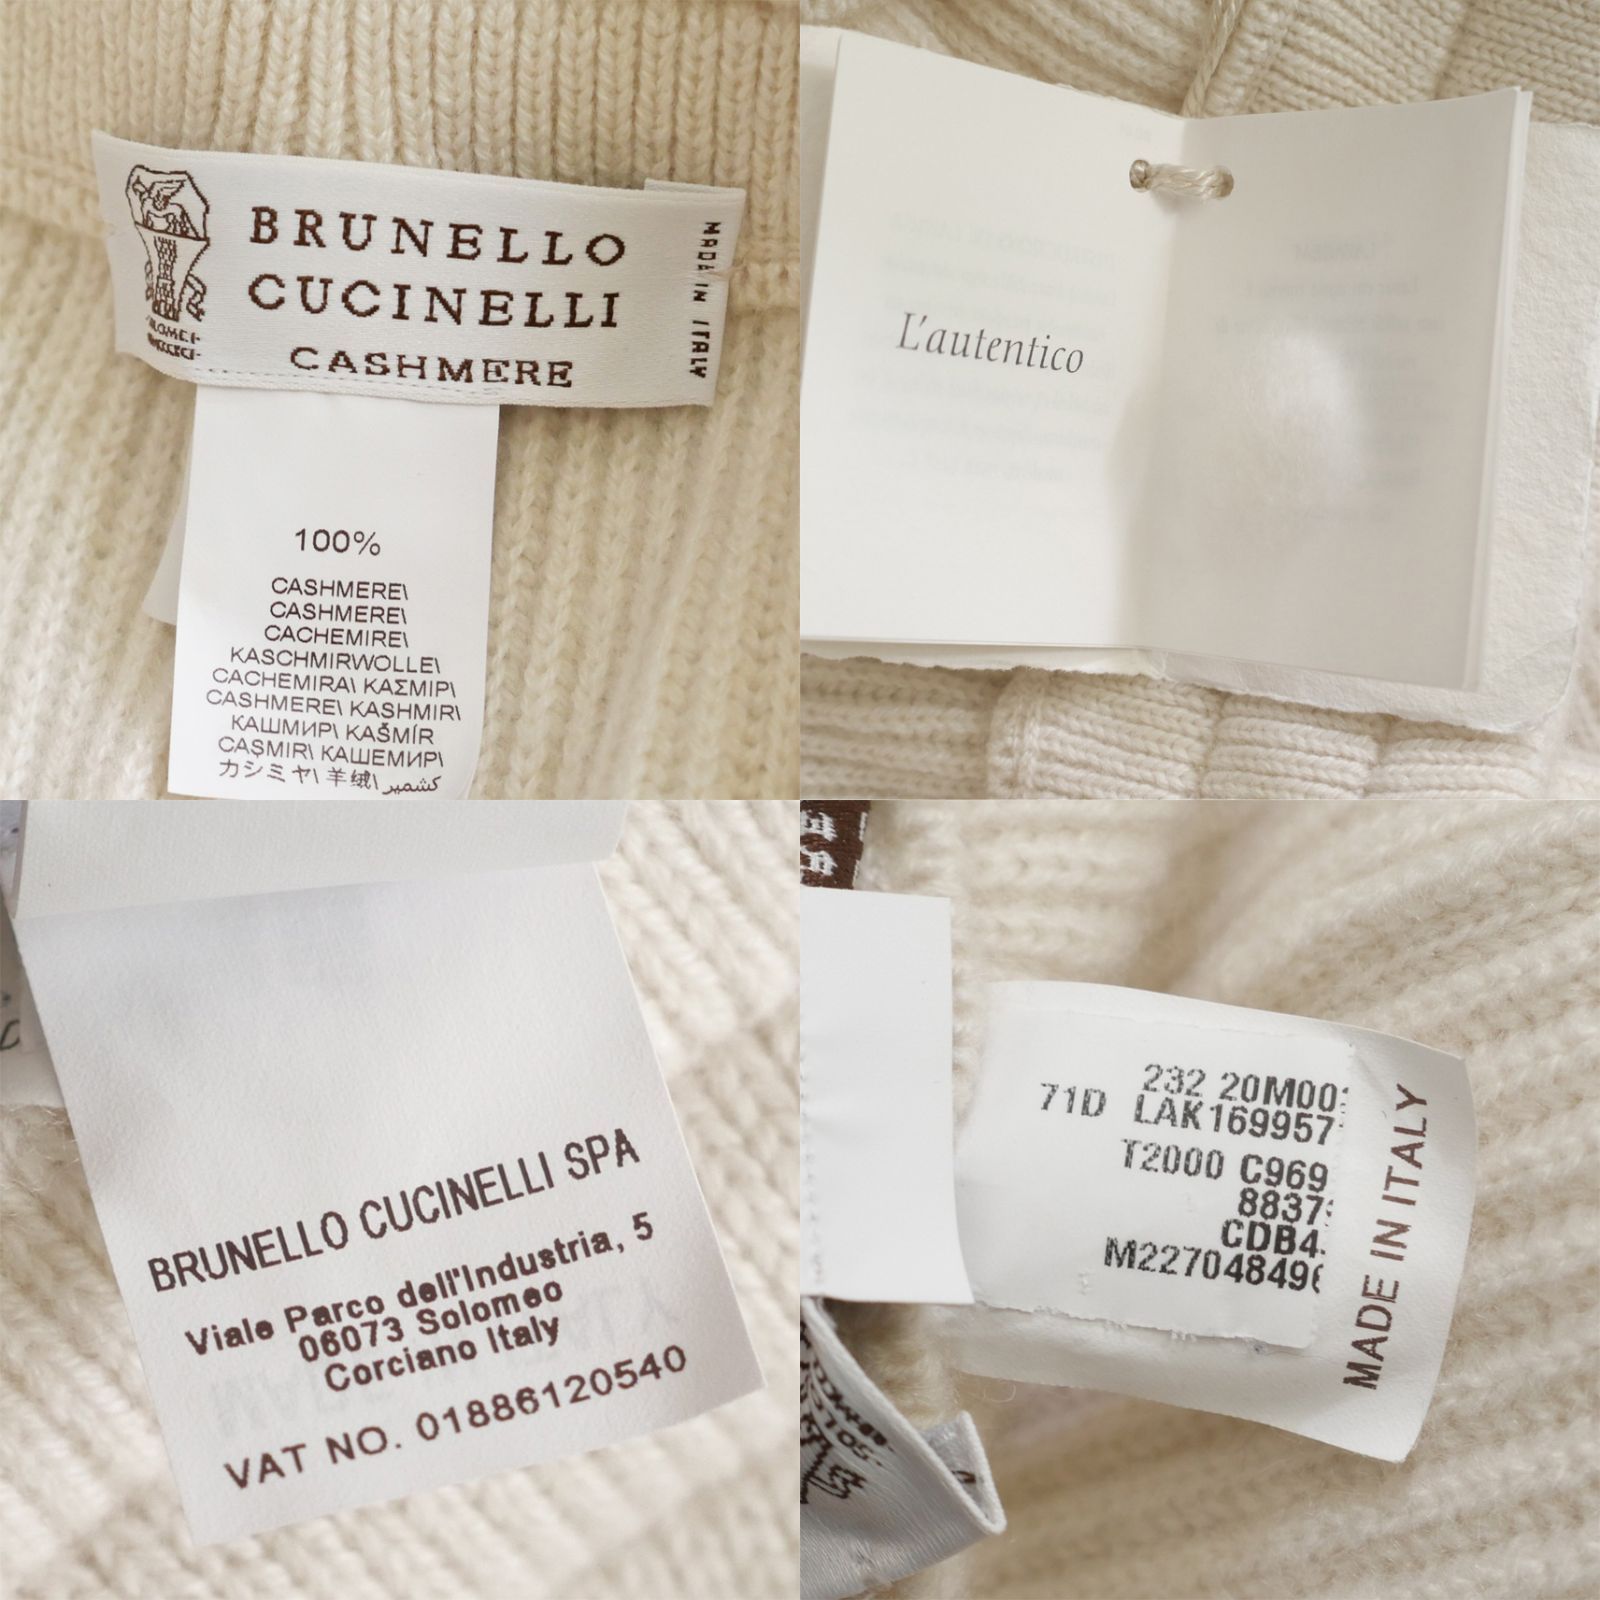 BRUNELLO
CUCINELLI
CASHMERE
MADE IN ITALY
100%
CASHMERE\
CASHMERE\
CACHEMIRE\
KASCHMIRWOLLE\
CACHEMIRA\ ΚΑΣΜΙΡ\
CASHMERE\ KASHMIR\
КАШМИР\ KAŠMÍR
CAŞMIR\ КАШЕМИР\
カシミヤ\ 羊绒\ كشمير
L'autentico
BRUNELLO CUCINELLI SPA
Viale Parco dell'Industria, 5
06073 Solomeo
Corciano Italy
VAT NO. 01886120540
232 20M00
71D LAK169957
T2000 C969
8837
CDB4
M22704849
MADE IN ITALY